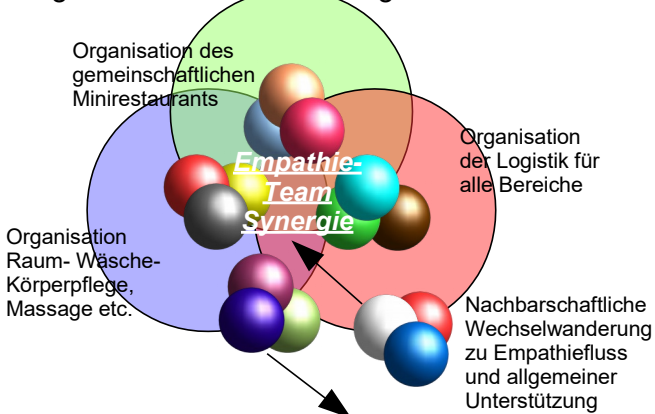 Organisation des
gemeinschaftlichen
Minirestaurants
Organisation
der Logistik für
alle Bereiche
Empathie-
Team
Synergie
Organisation
Raum- Wäsche-
Körperpflege,
Massage etc.
Nachbarschaftliche
Wechselwanderung
zu Empathiefluss
und allgemeiner
Unterstützung